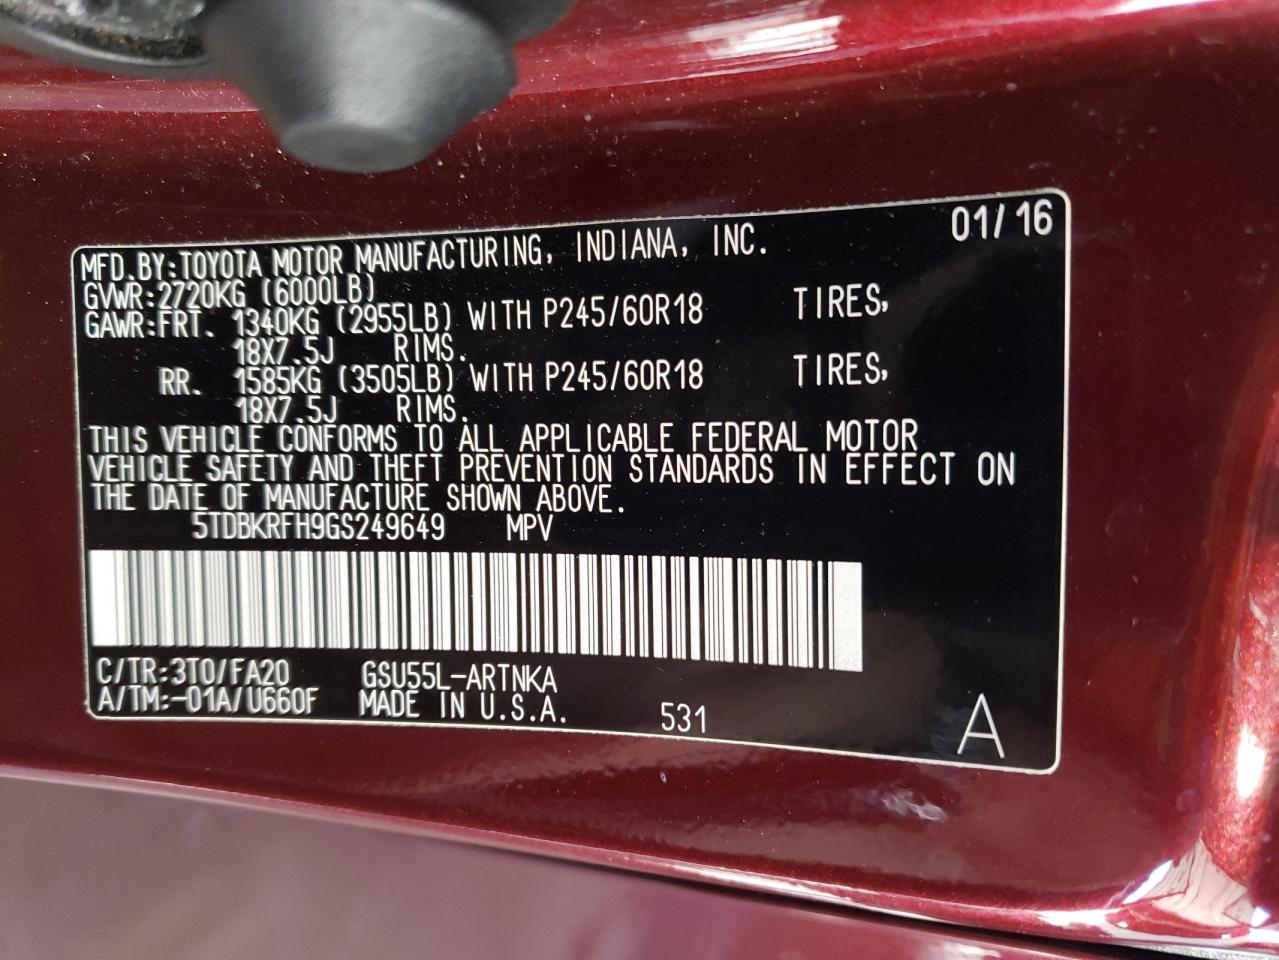 01/16
MFD.BY:TOYOTA MOTOR MANUFACTURING, INDIANA, INC.
GVWR:2720KG (6000LB)
GAWR:FRT. 1340KG (2955LB) WITH P245/60R18 TIRES,
18X7.5J RIMS.
RR. 1585KG (3505LB) WITH P245/60R18 TIRES,
18X7.5J RIMS.
THIS VEHICLE CONFORMS TO ALL APPLICABLE FEDERAL MOTOR
VEHICLE SAFETY AND THEFT PREVENTION STANDARDS IN EFFECT ON
THE DATE OF MANUFACTURE SHOWN ABOVE.
5TDBKRFH9GS249649 MPV
C/TR:3T0/FA20 GSU55L-ARTNKA
A/TM:-01A/U660F MADE IN U.S.A. 531 A